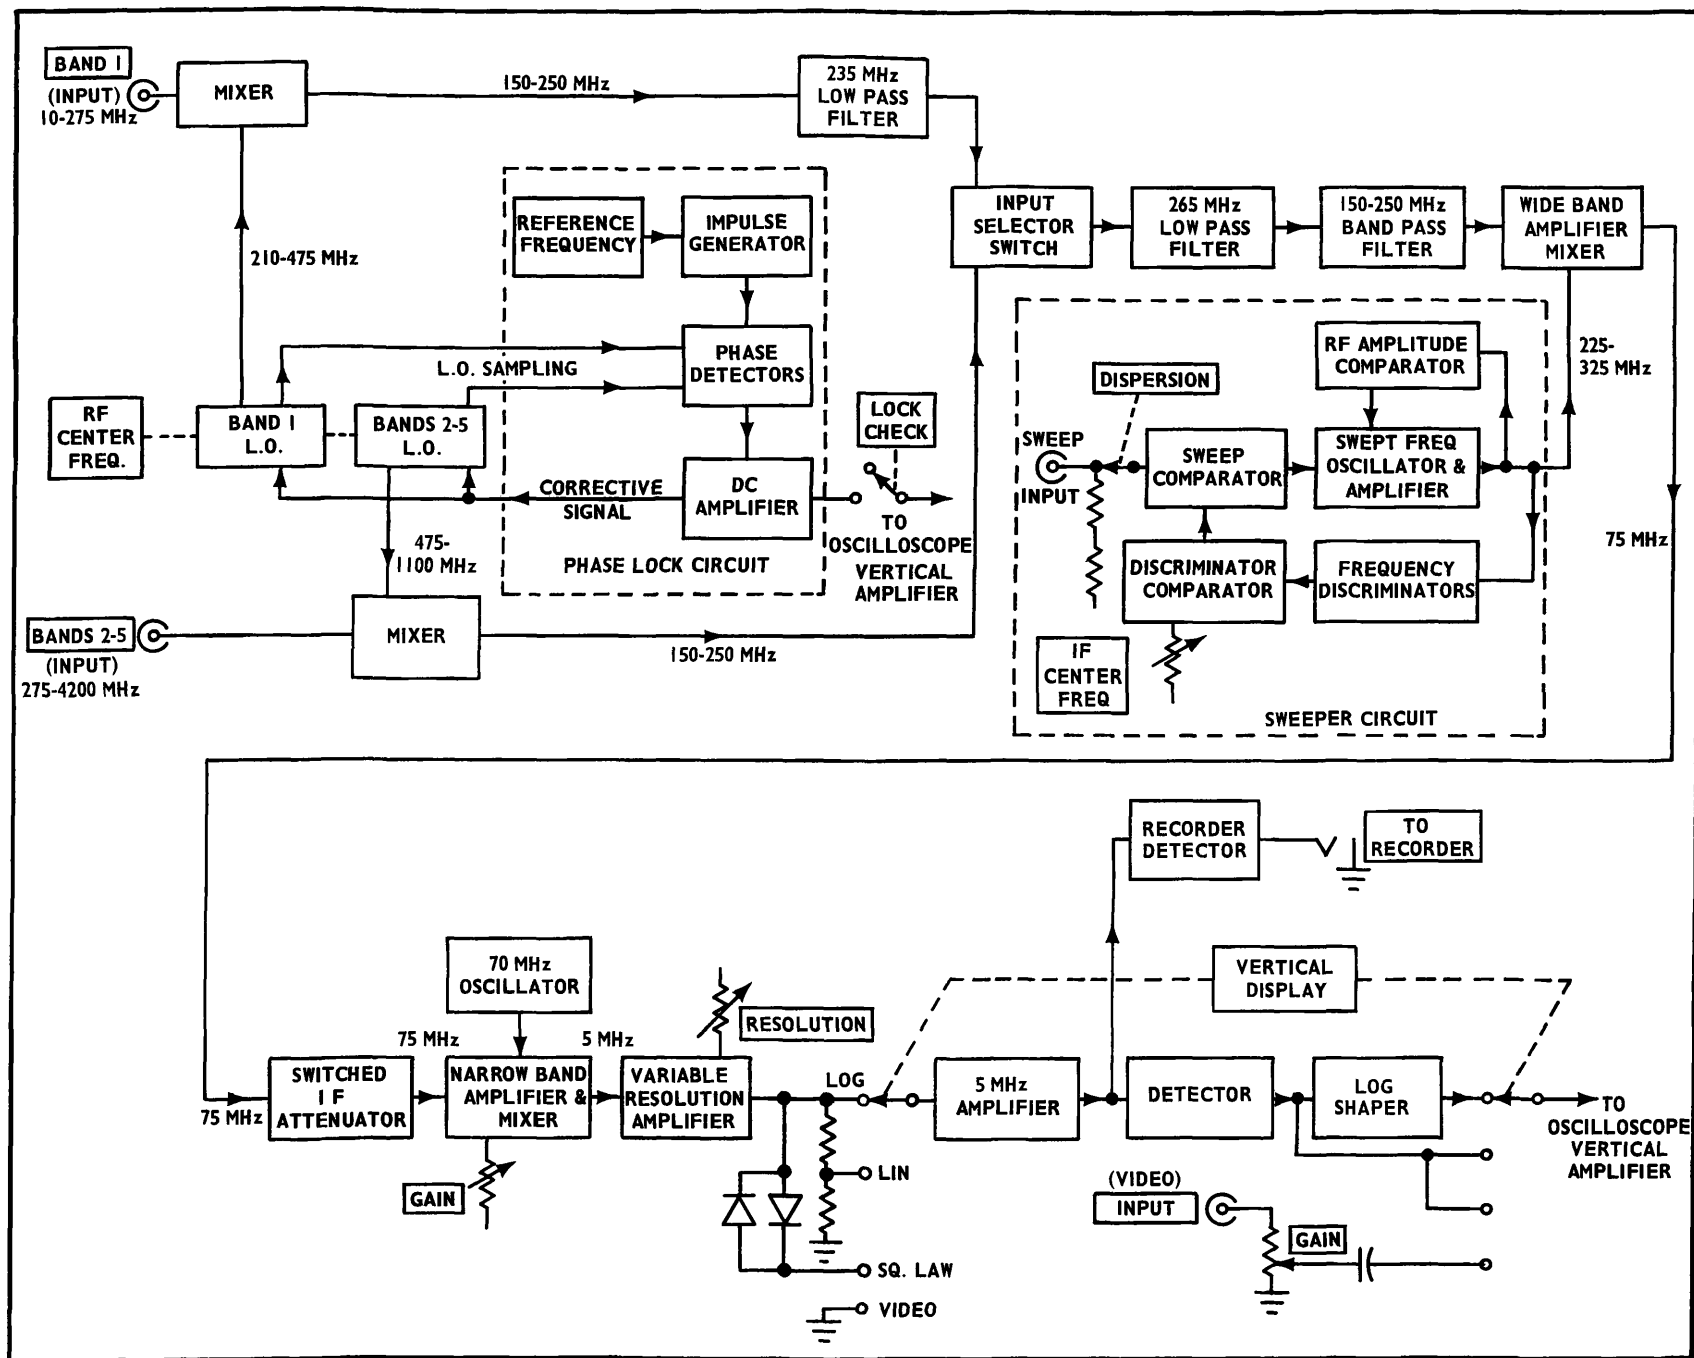 BAND 1
(INPUT)
10-275 MHz
MIXER
150-250 MHz
235 MHz
LOW PASS
FILTER
210-475 MHz
REFERENCE
FREQUENCY
IMPULSE
GENERATOR
INPUT
SELECTOR
SWITCH
265 MHz
LOW PASS
FILTER
150-250 MHz
BAND PASS
FILTER
WIDE BAND
AMPLIFIER
MIXER
L.O. SAMPLING
PHASE
DETECTORS
RF
CENTER
FREQ.
BAND 1
L.O.
BANDS 2-5
L.O.
LOCK
CHECK
CORRECTIVE
SIGNAL
DC
AMPLIFIER
TO
OSCILLOSCOPE
VERTICAL
AMPLIFIER
PHASE LOCK CIRCUIT
475-
1100 MHz
BANDS 2-5
(INPUT)
275-4200 MHz
MIXER
150-250 MHz
RF AMPLITUDE
COMPARATOR
225-
325 MHz
DISPERSION
SWEEP
INPUT
SWEEP
COMPARATOR
SWEPT FREQ
OSCILLATOR &
AMPLIFIER
DISCRIMINATOR
COMPARATOR
FREQUENCY
DISCRIMINATORS
75 MHz
IF
CENTER
FREQ
SWEEPER CIRCUIT
RECORDER
DETECTOR
TO
RECORDER
70 MHz
OSCILLATOR
VERTICAL
DISPLAY
RESOLUTION
75 MHz
SWITCHED
I F
ATTENUATOR
75 MHz
NARROW BAND
AMPLIFIER &
MIXER
5 MHz
VARIABLE
RESOLUTION
AMPLIFIER
LOG
5 MHz
AMPLIFIER
DETECTOR
LOG
SHAPER
TO
OSCILLOSCOPE
VERTICAL
AMPLIFIER
GAIN
LIN
(VIDEO)
INPUT
GAIN
SQ. LAW
VIDEO